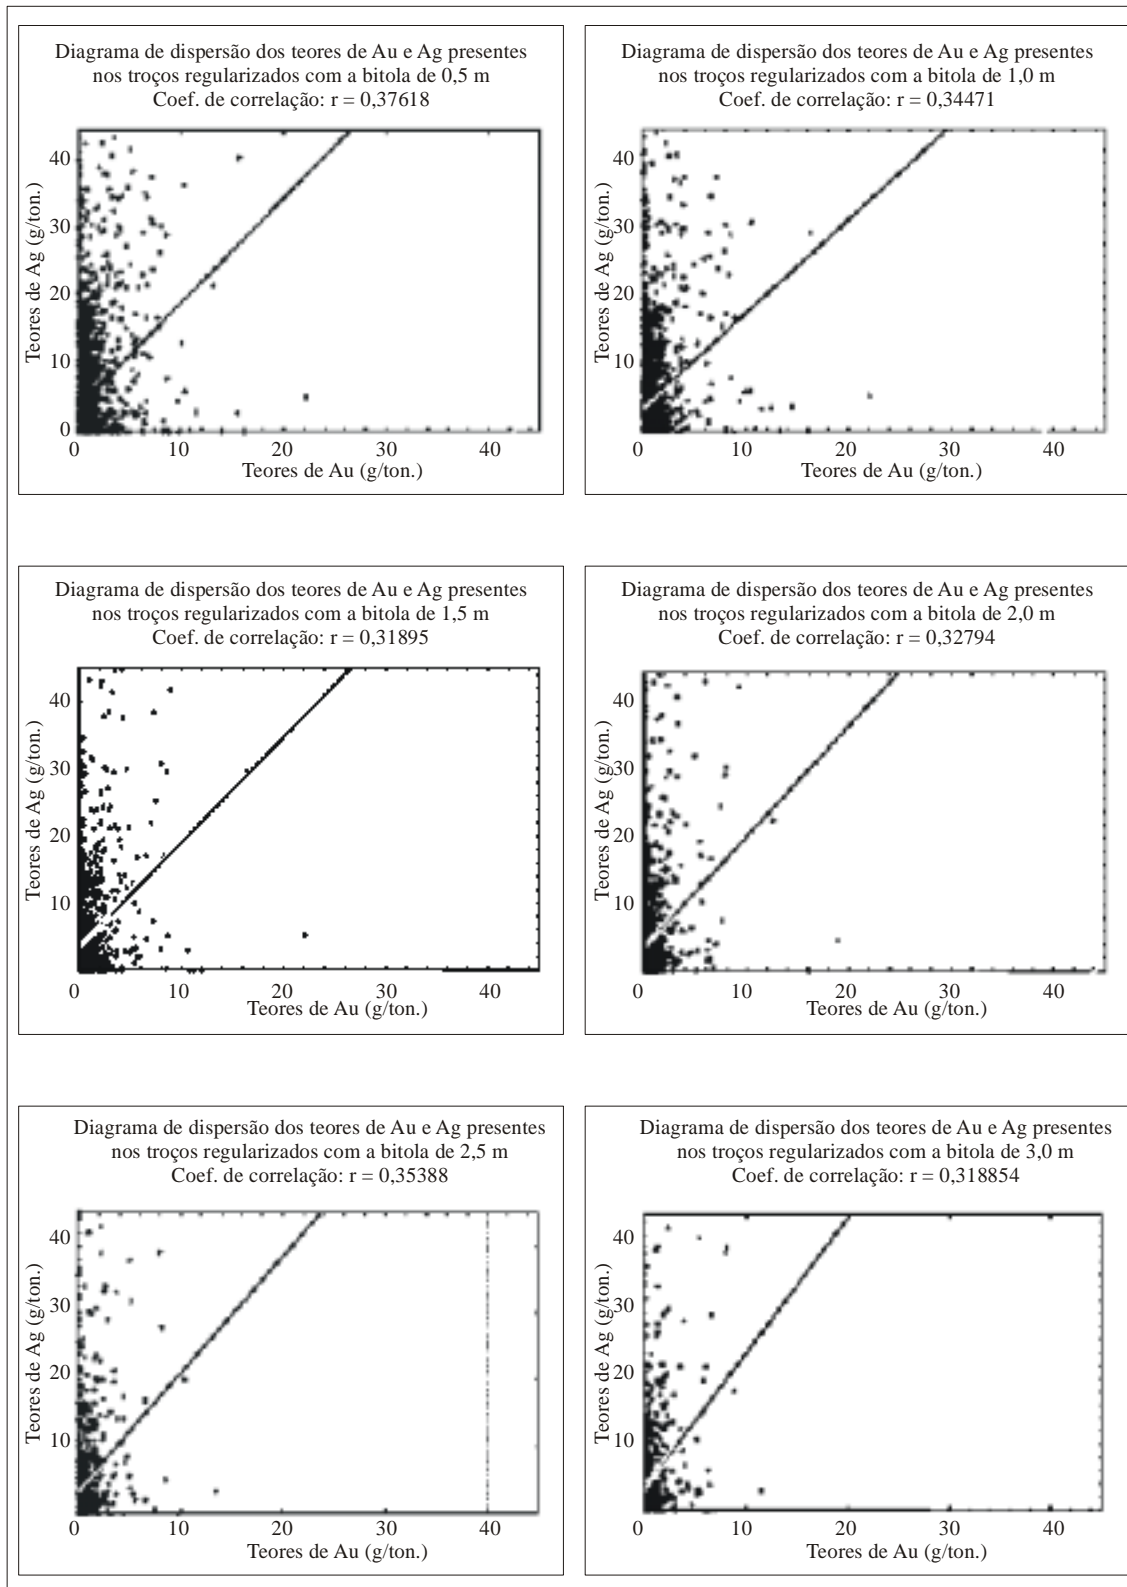 Diagrama de dispersão dos teores de Au e Ag presentes
nos troços regularizados com a bitola de 0,5 m
Coef. de correlação: r = 0,37618
Teores de Ag (g/ton.)
40
30
20
10
0
0 10 20 30 40
Teores de Au (g/ton.)
Diagrama de dispersão dos teores de Au e Ag presentes
nos troços regularizados com a bitola de 1,0 m
Coef. de correlação: r = 0,34471
Teores de Ag (g/ton.)
40
30
20
10
0 10 20 30 40
Teores de Au (g/ton.)
Diagrama de dispersão dos teores de Au e Ag presentes
nos troços regularizados com a bitola de 1,5 m
Coef. de correlação: r = 0,31895
Teores de Ag (g/ton.)
40
30
20
10
0 10 20 30 40
Teores de Au (g/ton.)
Diagrama de dispersão dos teores de Au e Ag presentes
nos troços regularizados com a bitola de 2,0 m
Coef. de correlação: r = 0,32794
Teores de Ag (g/ton.)
40
30
20
10
0 10 20 30 40
Teores de Au (g/ton.)
Diagrama de dispersão dos teores de Au e Ag presentes
nos troços regularizados com a bitola de 2,5 m
Coef. de correlação: r = 0,35388
Teores de Ag (g/ton.)
40
30
20
10
0 10 20 30 40
Teores de Au (g/ton.)
Diagrama de dispersão dos teores de Au e Ag presentes
nos troços regularizados com a bitola de 3,0 m
Coef. de correlação: r = 0,318854
Teores de Ag (g/ton.)
40
30
20
10
0 10 20 30 40
Teores de Au (g/ton.)